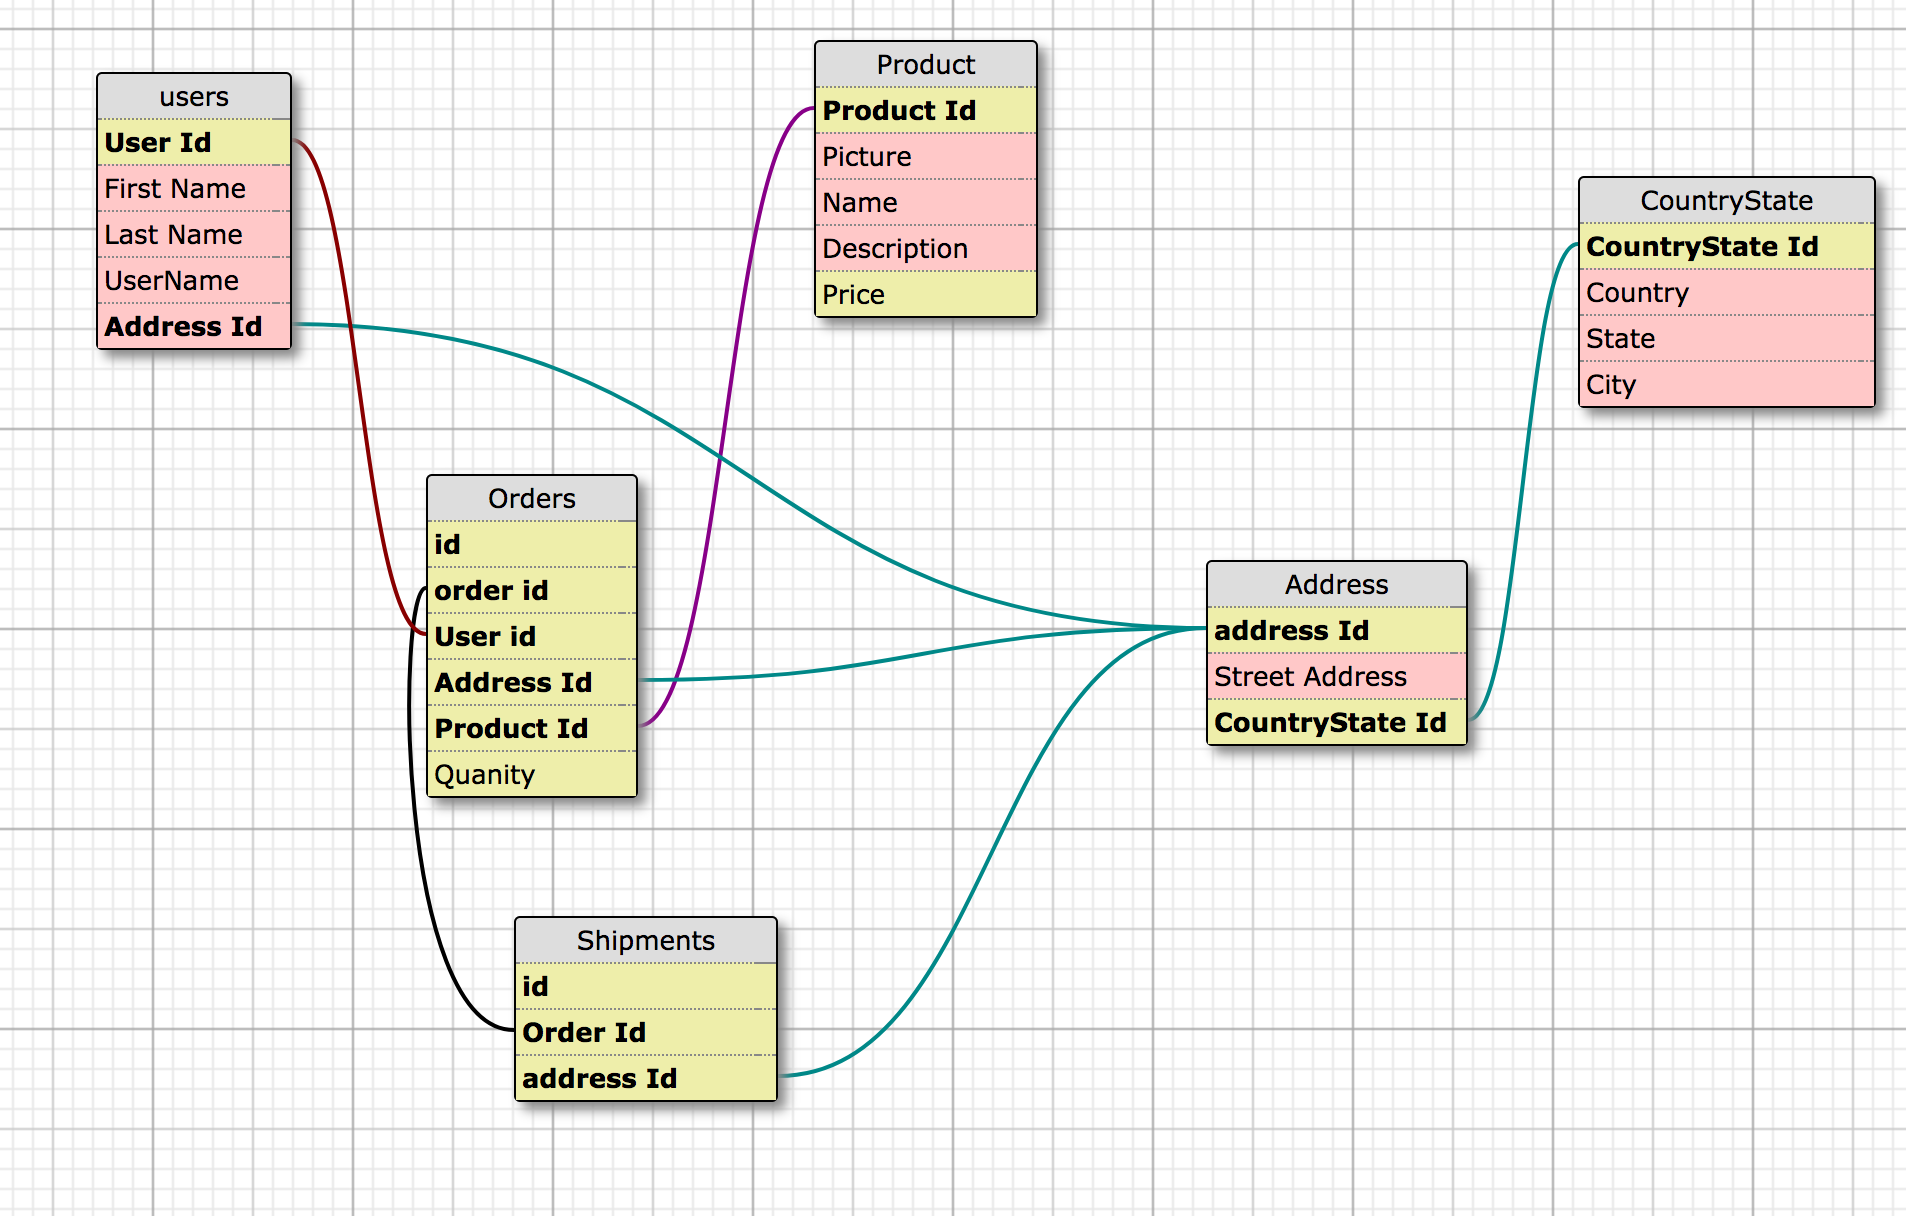 users
User Id
First Name
Last Name
UserName
Address Id
Product
Product Id
Picture
Name
Description
Price
CountryState
CountryState Id
Country
State
City
Orders
id
order id
User id
Address Id
Product Id
Quanity
Address
address Id
Street Address
CountryState Id
Shipments
id
Order Id
address Id